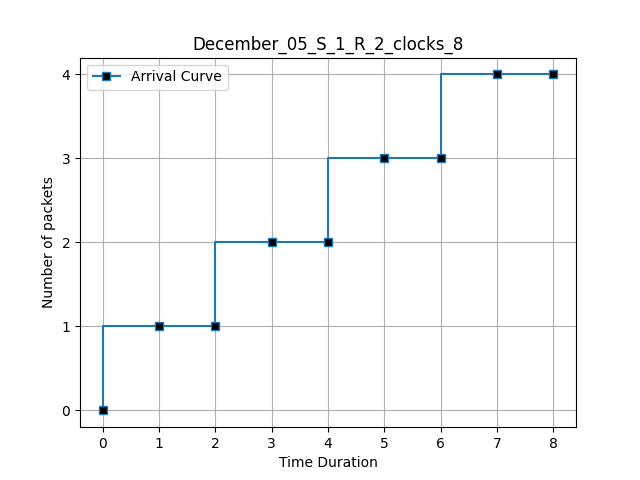 December_05_S_1_R_2_clocks_8
Arrival Curve
4
3
2
1
0
Number of packets
0 1 2 3 4 5 6 7 8
Time Duration